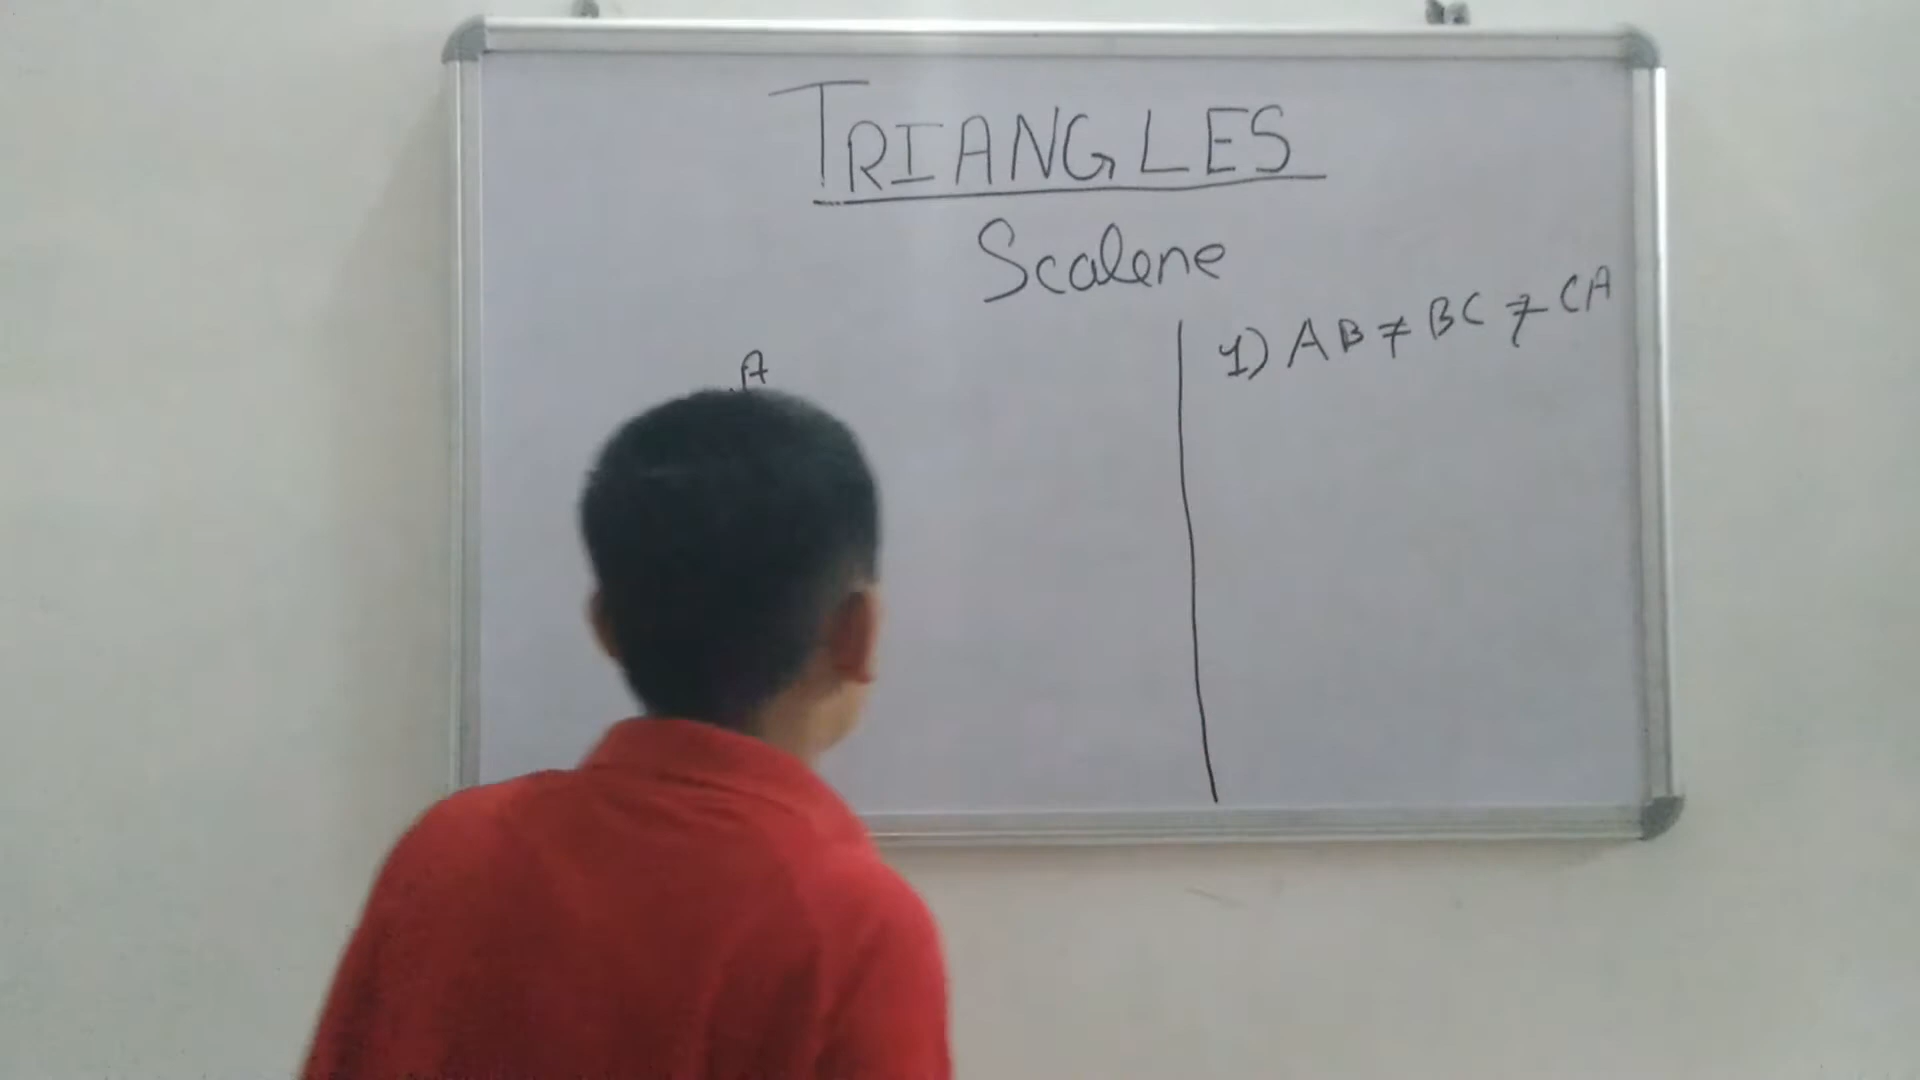 TRIANGLES
Scalene
A
1) AB ≠ BC ≠ CA